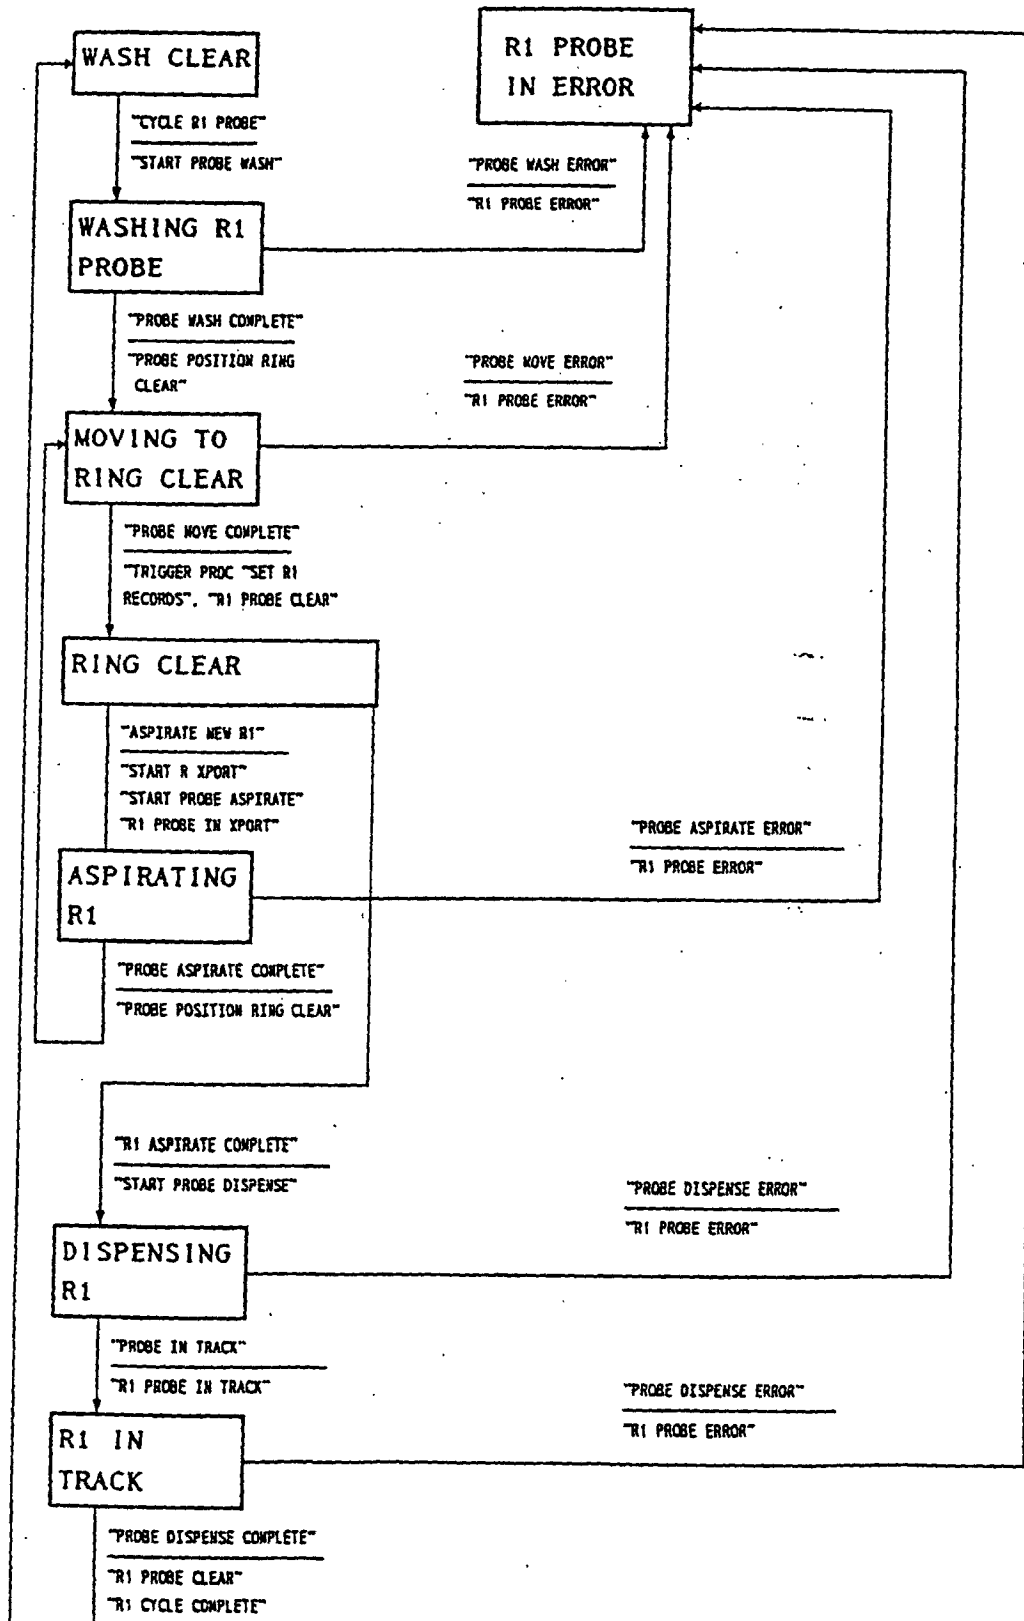 WASH CLEAR
R1 PROBE
IN ERROR
"CYCLE R1 PROBE"
"START PROBE WASH"
"PROBE WASH ERROR"
"R1 PROBE ERROR"
WASHING R1
PROBE
"PROBE WASH COMPLETE"
"PROBE POSITION RING
CLEAR"
"PROBE MOVE ERROR"
"R1 PROBE ERROR"
MOVING TO
RING CLEAR
"PROBE MOVE COMPLETE"
"TRIGGER PROC "SET R1
RECORDS", "R1 PROBE CLEAR"
RING CLEAR
"ASPIRATE NEW R1"
"START R XPORT"
"START PROBE ASPIRATE"
"R1 PROBE IN XPORT"
"PROBE ASPIRATE ERROR"
"R1 PROBE ERROR"
ASPIRATING
R1
"PROBE ASPIRATE COMPLETE"
"PROBE POSITION RING CLEAR"
"R1 ASPIRATE COMPLETE"
"START PROBE DISPENSE"
"PROBE DISPENSE ERROR"
"R1 PROBE ERROR"
DISPENSING
R1
"PROBE IN TRACK"
"R1 PROBE IN TRACK"
"PROBE DISPENSE ERROR"
"R1 PROBE ERROR"
R1 IN
TRACK
"PROBE DISPENSE COMPLETE"
"R1 PROBE CLEAR"
"R1 CYCLE COMPLETE"